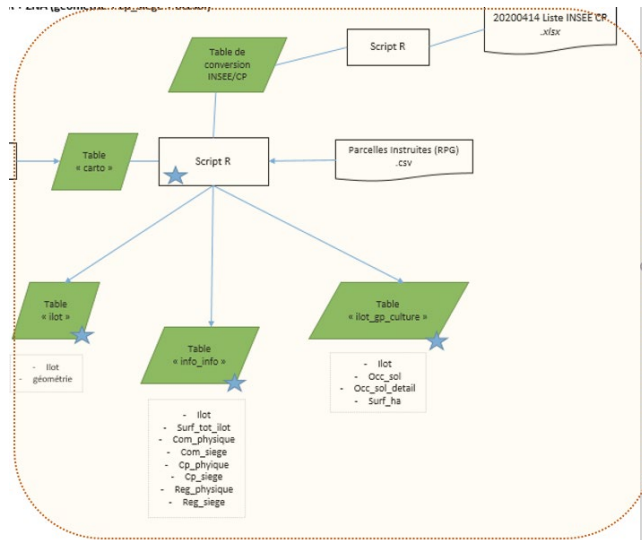 20200414 Liste INSEE CP
.xlsx
Table de
conversion
INSEE/CP
Script R
Table
« carto »
Script R
Parcelles Instruites (RPG)
.csv
Table
« ilot »
Table
« info_info »
Table
« ilot_gp_culture »
- Ilot
- géométrie
- Ilot
- Surf_tot_ilot
- Com_physique
- Com_siege
- Cp_phyique
- Cp_siege
- Reg_physique
- Reg_siege
- Ilot
- Occ_sol
- Occ_sol_detail
- Surf_ha